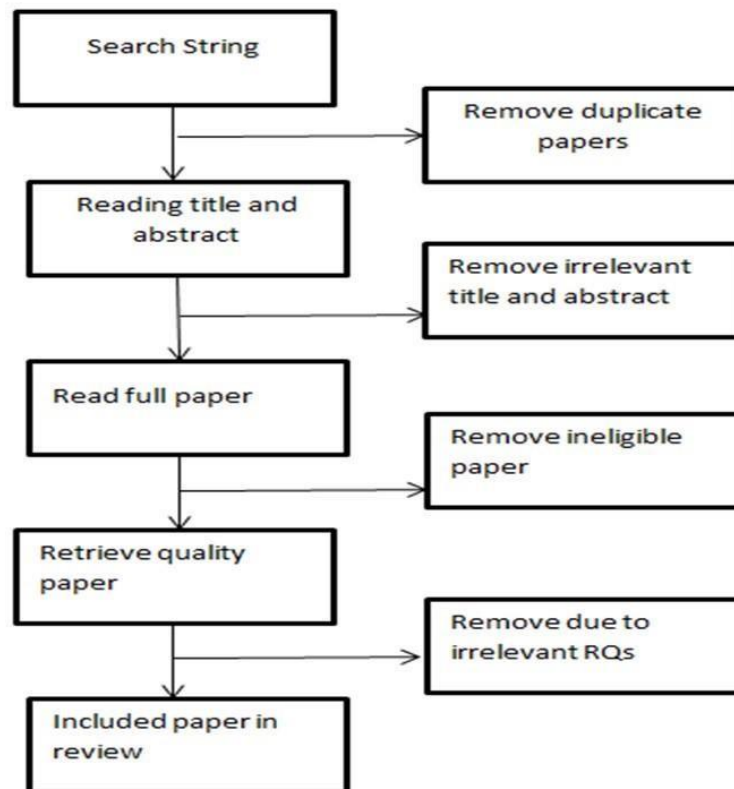 Search String
Remove duplicate
papers
Reading title and
abstract
Remove irrelevant
title and abstract
Read full paper
Remove ineligible
paper
Retrieve quality
paper
Remove due to
irrelevant RQs
Included paper in
review